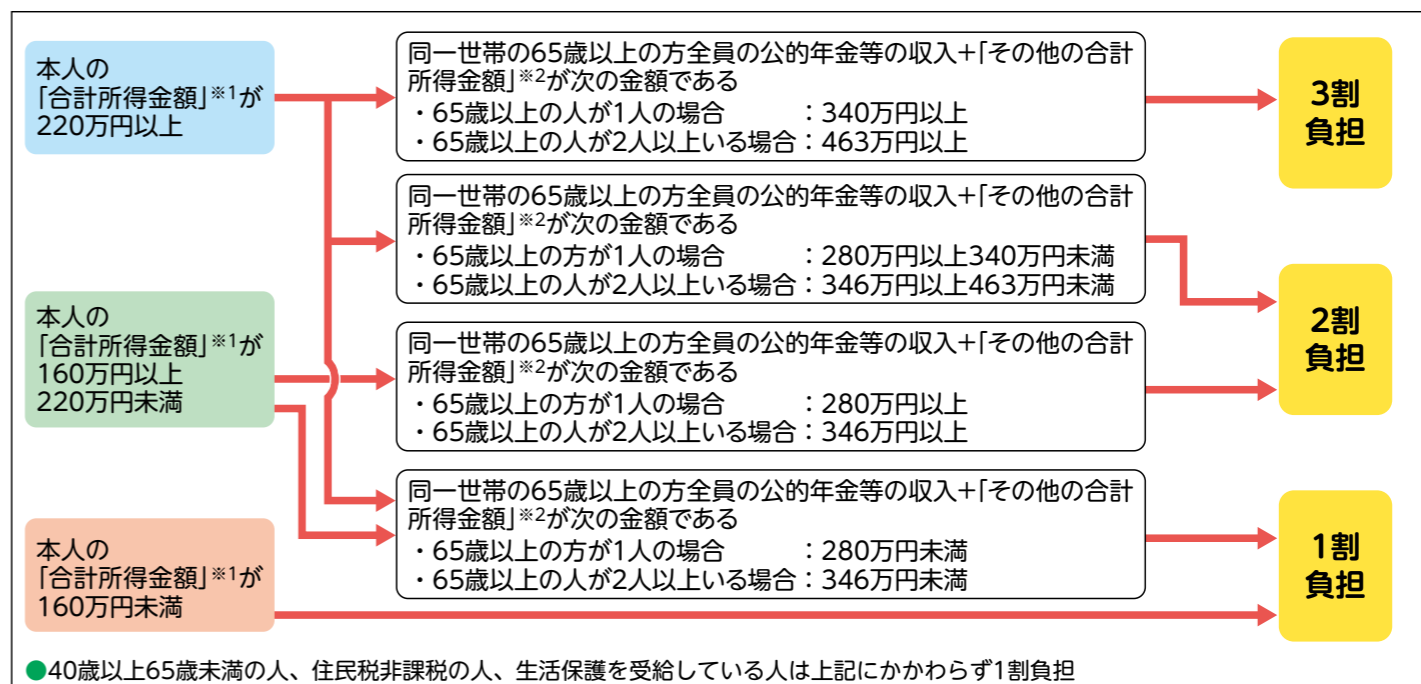 本人の
「合計所得金額」※1が
220万円以上
同一世帯の65歳以上の方全員の公的年金等の収入+「その他の合計
所得金額」※2が次の金額である
・65歳以上の人が1人の場合　　　：340万円以上
・65歳以上の人が2人以上いる場合：463万円以上
3割
負担
同一世帯の65歳以上の方全員の公的年金等の収入+「その他の合計
所得金額」※2が次の金額である
・65歳以上の方が1人の場合　　　：280万円以上340万円未満
・65歳以上の人が2人以上いる場合：346万円以上463万円未満
本人の
「合計所得金額」※1が
160万円以上
220万円未満
同一世帯の65歳以上の方全員の公的年金等の収入+「その他の合計
所得金額」※2が次の金額である
・65歳以上の方が1人の場合　　　：280万円以上
・65歳以上の人が2人以上いる場合：346万円以上
2割
負担
同一世帯の65歳以上の方全員の公的年金等の収入+「その他の合計
所得金額」※2が次の金額である
・65歳以上の方が1人の場合　　　：280万円未満
・65歳以上の人が2人以上いる場合：346万円未満
本人の
「合計所得金額」※1が
160万円未満
1割
負担
●40歳以上65歳未満の人、住民税非課税の人、生活保護を受給している人は上記にかかわらず1割負担